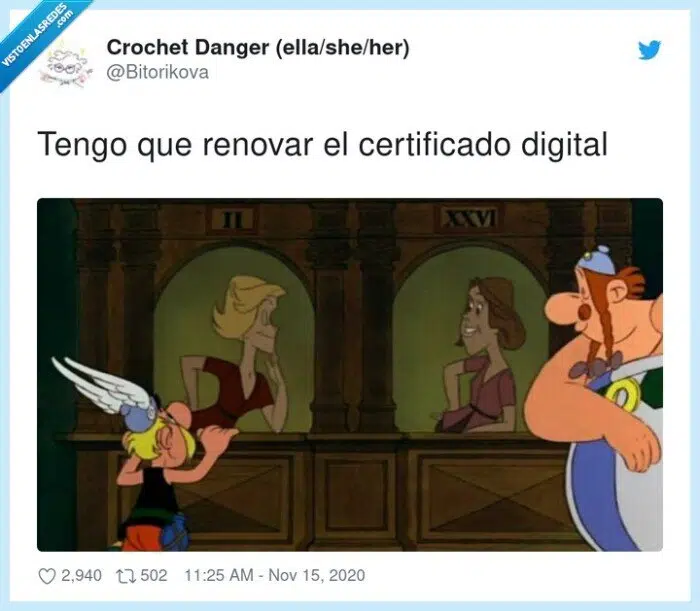 VISTOENLASREDES
.com
Crochet Danger (ella/she/her)
@Bitorikova
Tengo que renovar el certificado digital
II
XXVI
2,940
502
11:25 AM - Nov 15, 2020